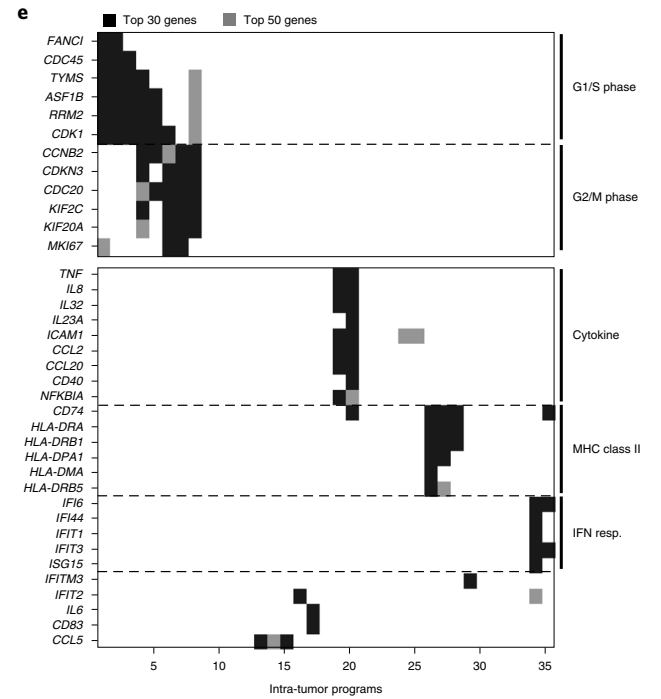 e
Top 30 genes Top 50 genes
FANCI
CDC45
TYMS
ASF1B
RRM2
CDK1
G1/S phase
CCNB2
CDKN3
CDC20
KIF2C
KIF20A
MKI67
G2/M phase
TNF
IL8
IL32
IL23A
ICAM1
CCL2
CCL20
CD40
NFKBIA
Cytokine
CD74
HLA-DRA
HLA-DRB1
HLA-DPA1
HLA-DMA
HLA-DRB5
MHC class II
IFI6
IFI44
IFIT1
IFIT3
ISG15
IFN resp.
IFITM3
IFIT2
IL6
CD83
CCL5
5 10 15 20 25 30 35
Intra-tumor programs